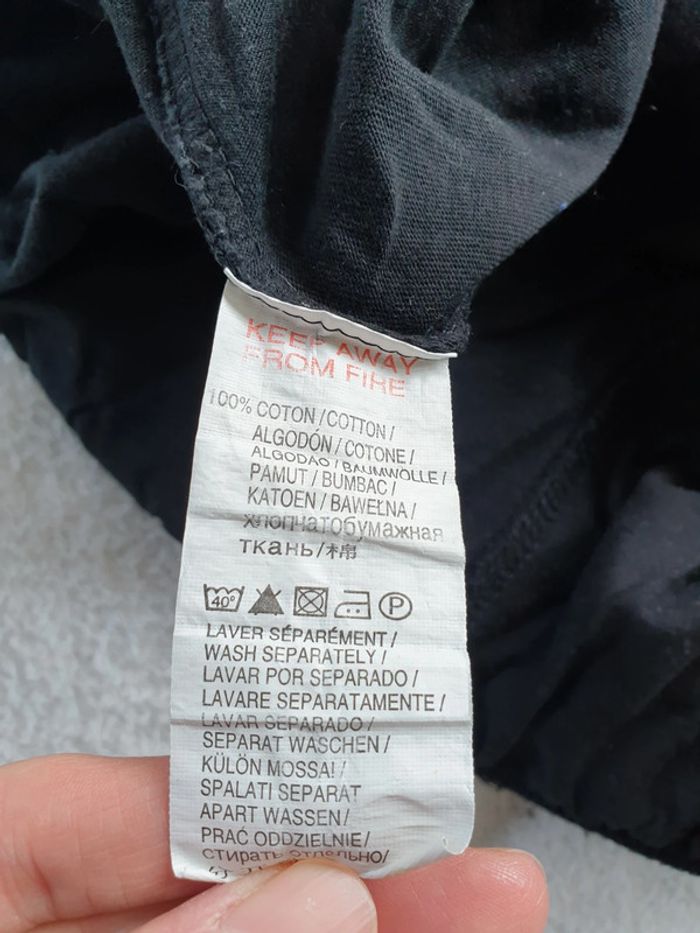 KEEP AWAY
FROM FIRE
100% COTON/COTTON/
ALGODÓN/COTONE/
ALGODAO/BAUMWOLLE/
PAMUT/BUMBAC/
KATOEN/BAWEŁNA/
хлопчатобумажная
ткань/棉
40° P
LAVER SÉPARÉMENT/
WASH SEPARATELY/
LAVAR POR SEPARADO/
LAVARE SEPARATAMENTE/
LAVAR SEPARADO/
SEPARAT WASCHEN/
KÜLÖN MOSSA!/
SPALATI SEPARAT
APART WASSEN/
PRAĆ ODDZIELNIE/
стирать отдельно/